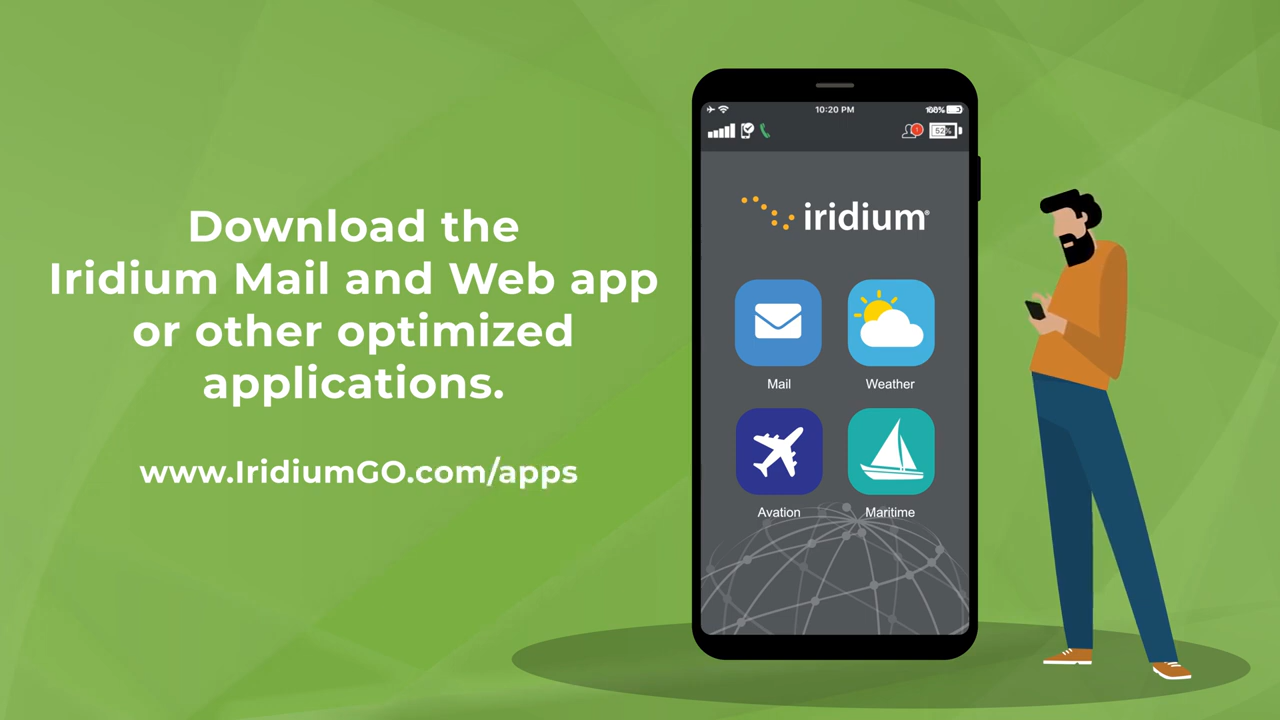 Download the
Iridium Mail and Web app
or other optimized
applications.
www.IridiumGO.com/apps
10:20 PM
100%
52%
iridium®
Mail
Weather
Avation
Maritime